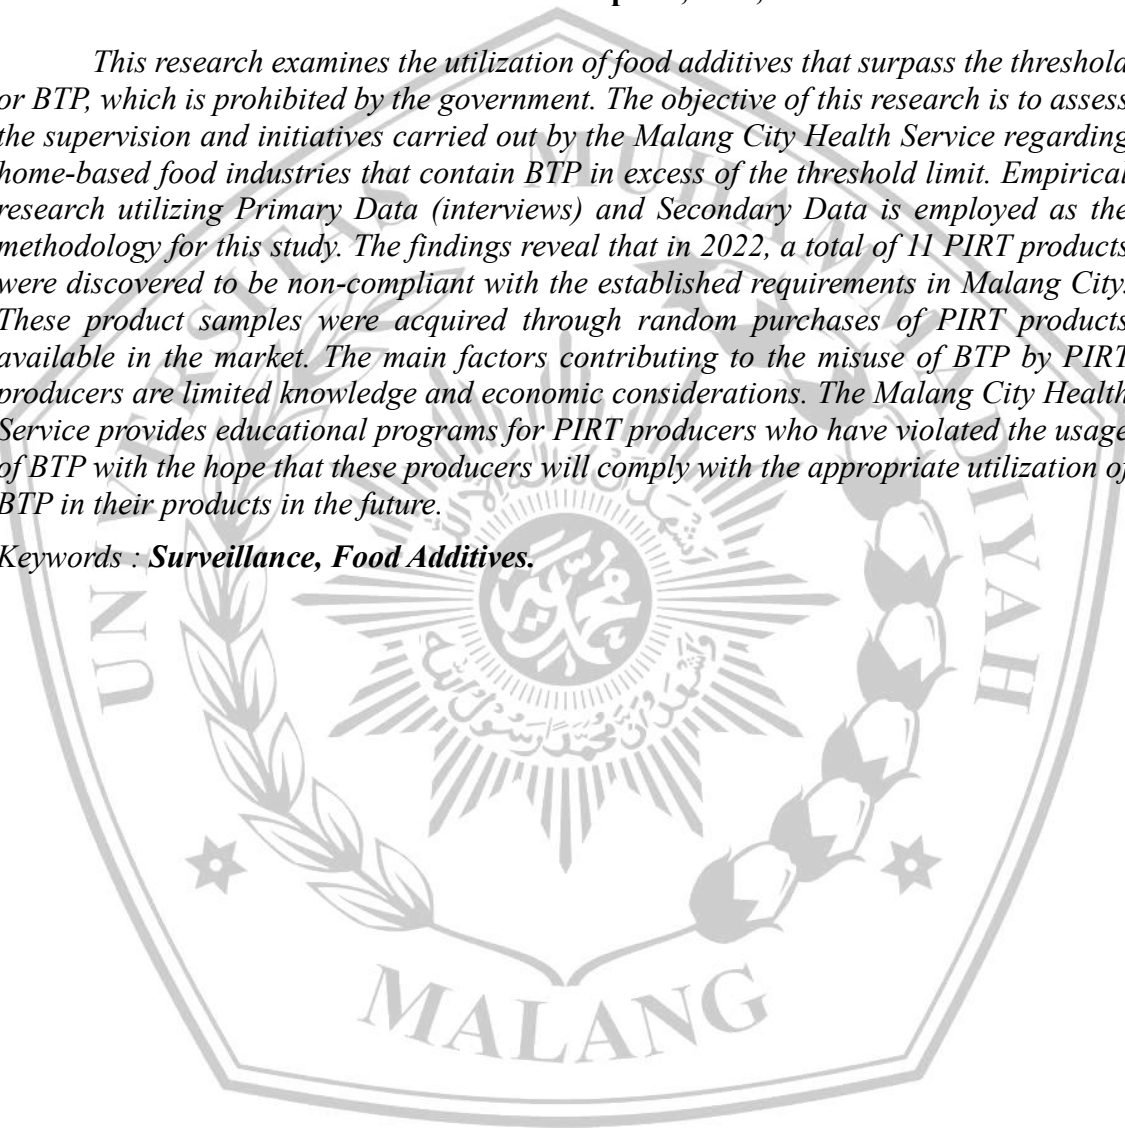 This research examines the utilization of food additives that surpass the threshold
or BTP, which is prohibited by the government. The objective of this research is to assess
the supervision and initiatives carried out by the Malang City Health Service regarding
home-based food industries that contain BTP in excess of the threshold limit. Empirical
research utilizing Primary Data (interviews) and Secondary Data is employed as the
methodology for this study. The findings reveal that in 2022, a total of 11 PIRT products
were discovered to be non-compliant with the established requirements in Malang City.
These product samples were acquired through random purchases of PIRT products
available in the market. The main factors contributing to the misuse of BTP by PIRT
producers are limited knowledge and economic considerations. The Malang City Health
Service provides educational programs for PIRT producers who have violated the usage
of BTP with the hope that these producers will comply with the appropriate utilization of
BTP in their products in the future.
Keywords : Surveillance, Food Additives.
UNIVERSITAS MUHAMMADIYAH
MALANG